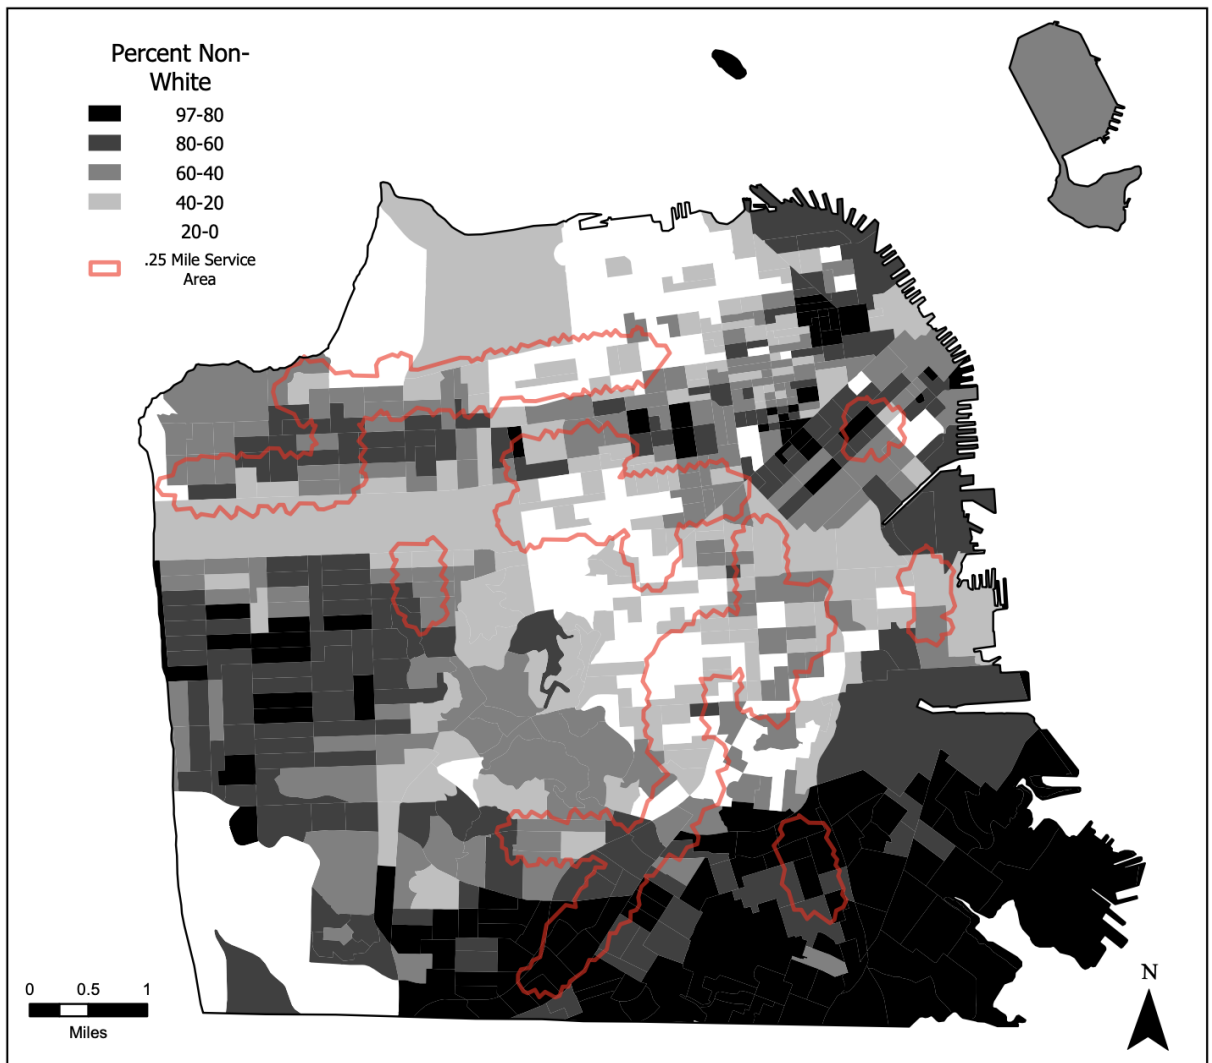 Percent Non-
White
97-80
80-60
60-40
40-20
20-0
.25 Mile Service
Area
0 0.5 1
Miles
N